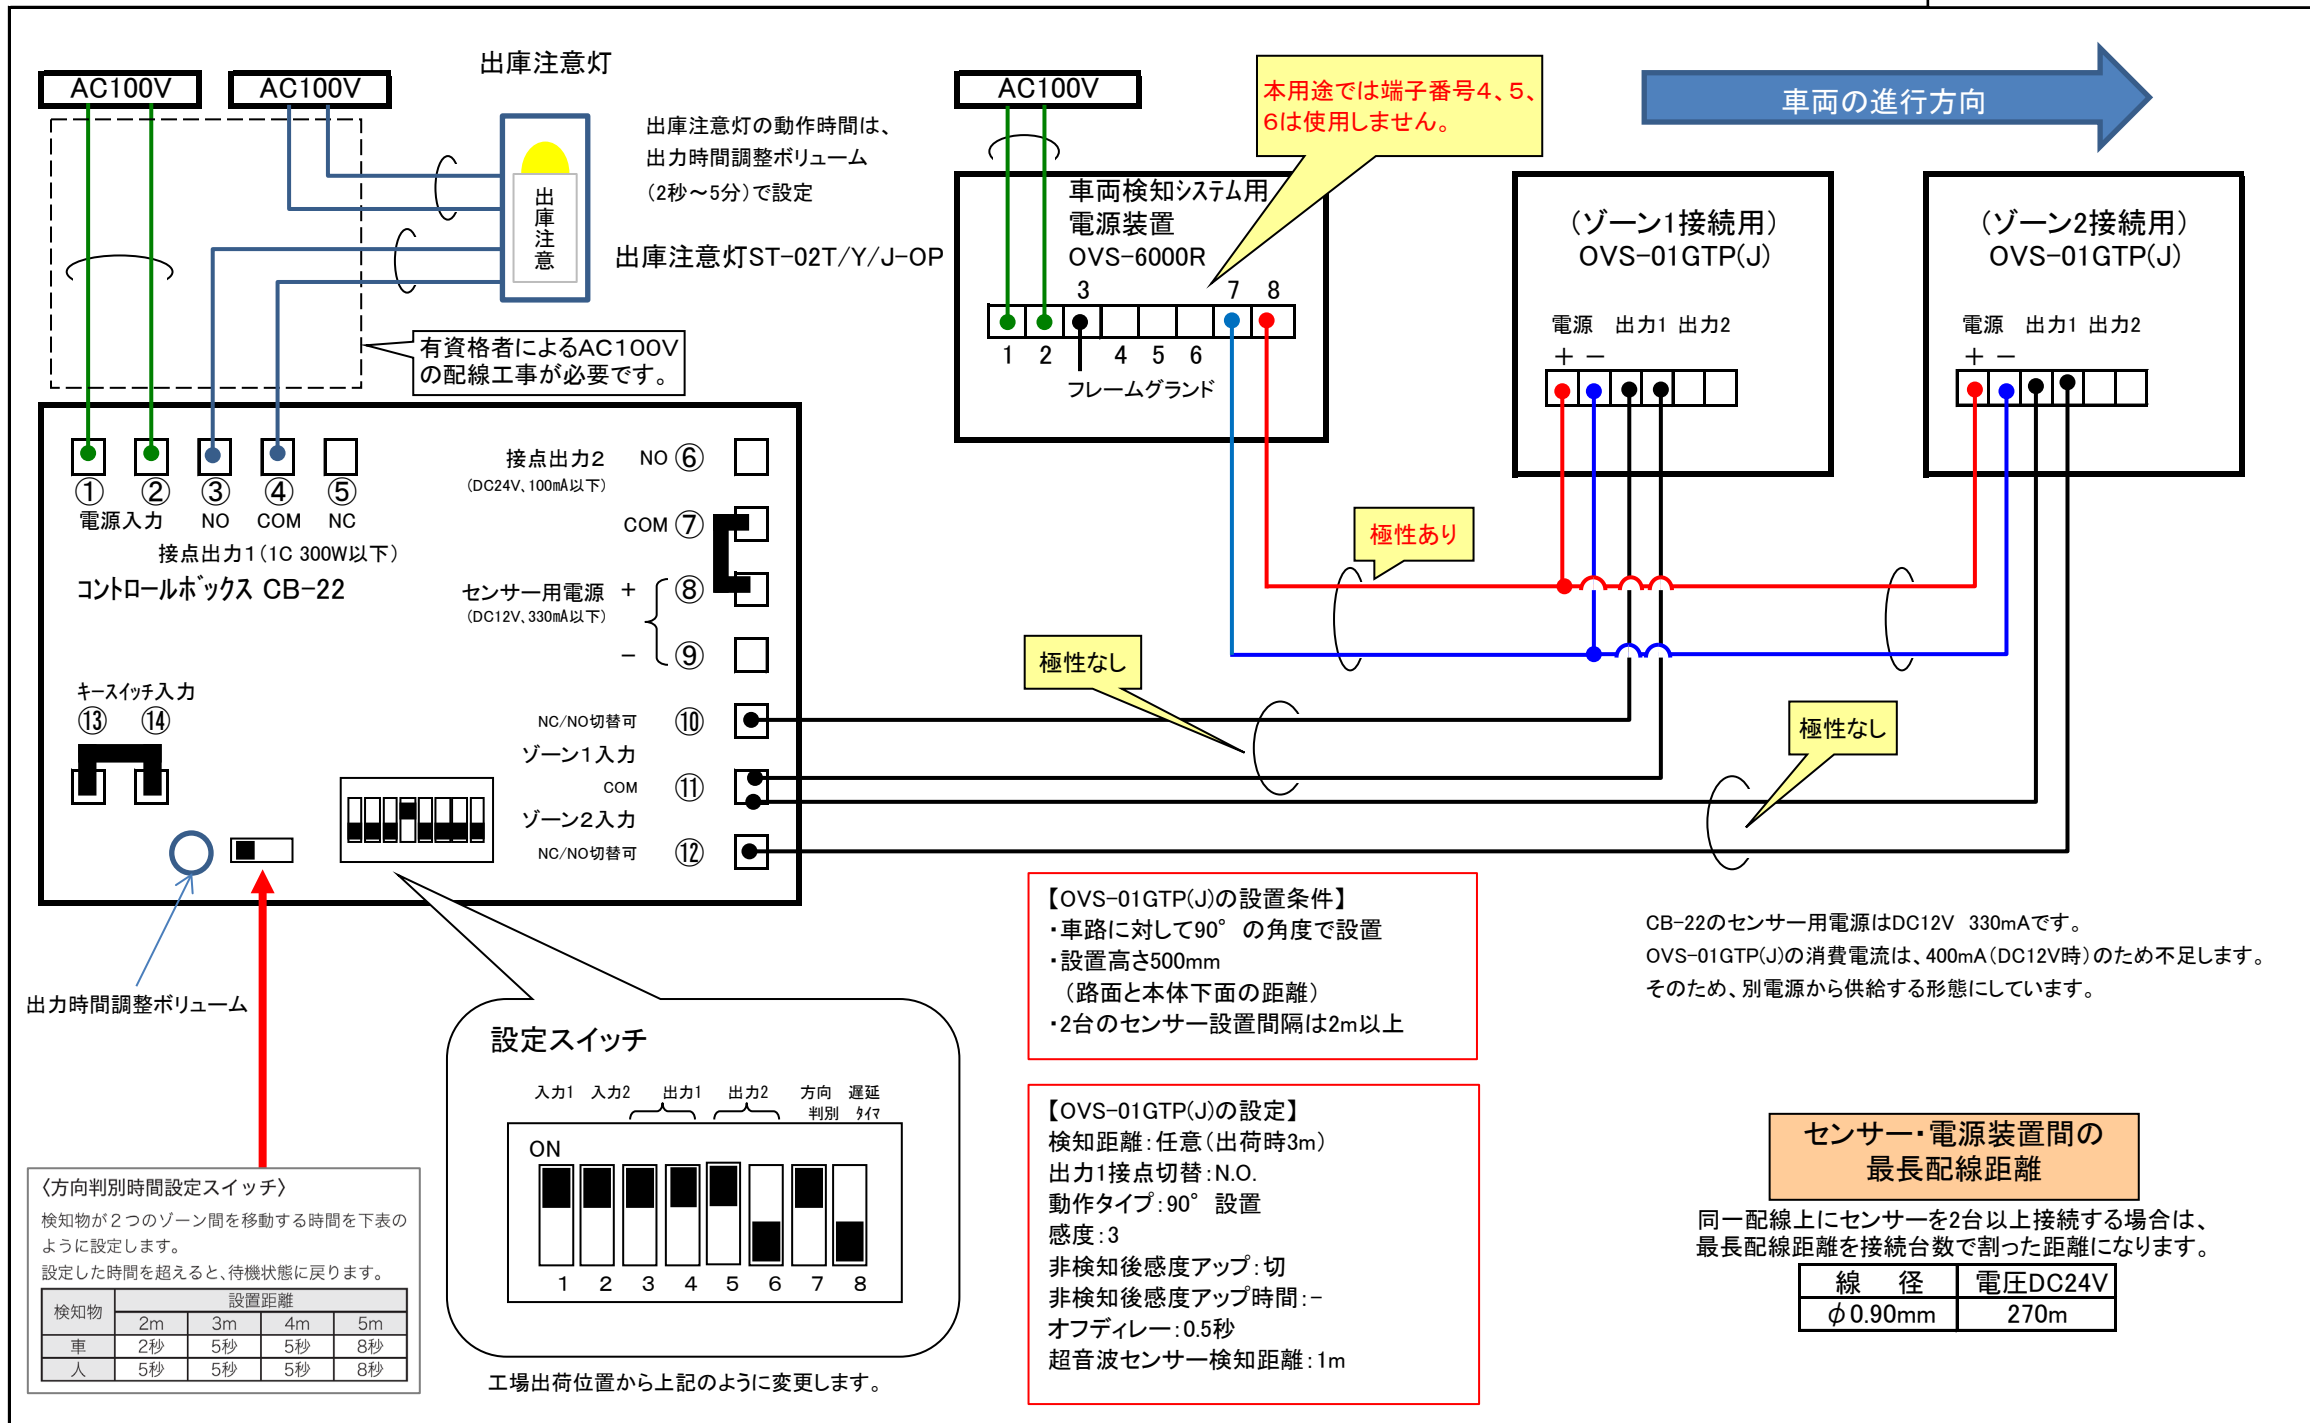 AC100V
AC100V
出庫注意灯
出庫注意
出庫注意灯の動作時間は、
出力時間調整ボリューム
（2秒～5分）で設定
出庫注意灯ST-02T/Y/J-OP
有資格者によるAC100V
の配線工事が必要です。
AC100V
本用途では端子番号4、5、
6は使用しません。
車両の進行方向
車両検知システム用
電源装置
OVS-6000R
3 7 8
1 2 4 5 6
フレームグランド
（ゾーン1接続用）
OVS-01GTP(J)
電源 出力1 出力2
＋ －
（ゾーン2接続用）
OVS-01GTP(J)
電源 出力1 出力2
＋ －
① ② ③ ④ ⑤
電源入力 NO COM NC
接点出力1（1C 300W以下）
コントロールボックス CB-22
接点出力2 NO ⑥
（DC24V、100mA以下）
COM ⑦
センサー用電源 ＋ ⑧
（DC12V、330mA以下）
－ ⑨
キースイッチ入力
⑬ ⑭
NC/NO切替可 ⑩
ゾーン1入力
COM ⑪
ゾーン2入力
NC/NO切替可 ⑫
極性あり
極性なし
極性なし
出力時間調整ボリューム
設定スイッチ
入力1 入力2 出力1 出力2 方向判別 遅延タイマ
ON
1 2 3 4 5 6 7 8
工場出荷位置から上記のように変更します。
〈方向判別時間設定スイッチ〉
検知物が2つのゾーン間を移動する時間を下表の
ように設定します。
設定した時間を超えると、待機状態に戻ります。
検知物 設置距離
2m 3m 4m 5m
車 2秒 5秒 5秒 8秒
人 5秒 5秒 5秒 8秒
【OVS-01GTP(J)の設置条件】
・車路に対して90°の角度で設置
・設置高さ500mm
（路面と本体下面の距離）
・2台のセンサー設置間隔は2m以上
【OVS-01GTP(J)の設定】
検知距離：任意（出荷時3m）
出力1接点切替：N.O.
動作タイプ：90°設置
感度：3
非検知後感度アップ：切
非検知後感度アップ時間：-
オフディレー：0.5秒
超音波センサー検知距離：1m
CB-22のセンサー用電源はDC12V 330mAです。
OVS-01GTP(J)の消費電流は、400mA（DC12V時）のため不足します。
そのため、別電源から供給する形態にしています。
センサー・電源装置間の
最長配線距離
同一配線上にセンサーを2台以上接続する場合は、
最長配線距離を接続台数で割った距離になります。
線 径 電圧DC24V
φ0.90mm 270m